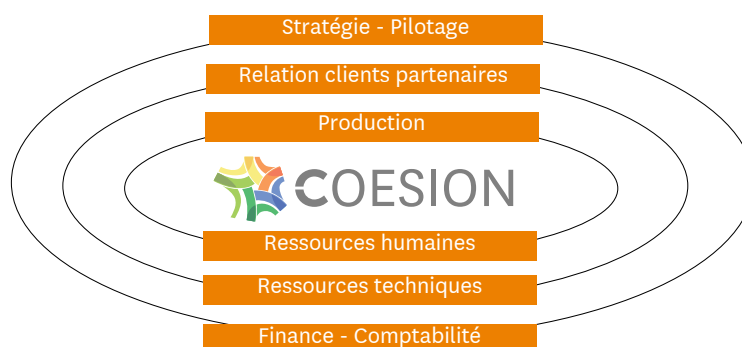 Stratégie - Pilotage
Relation clients partenaires
Production
COESION
Ressources humaines
Ressources techniques
Finance - Comptabilité